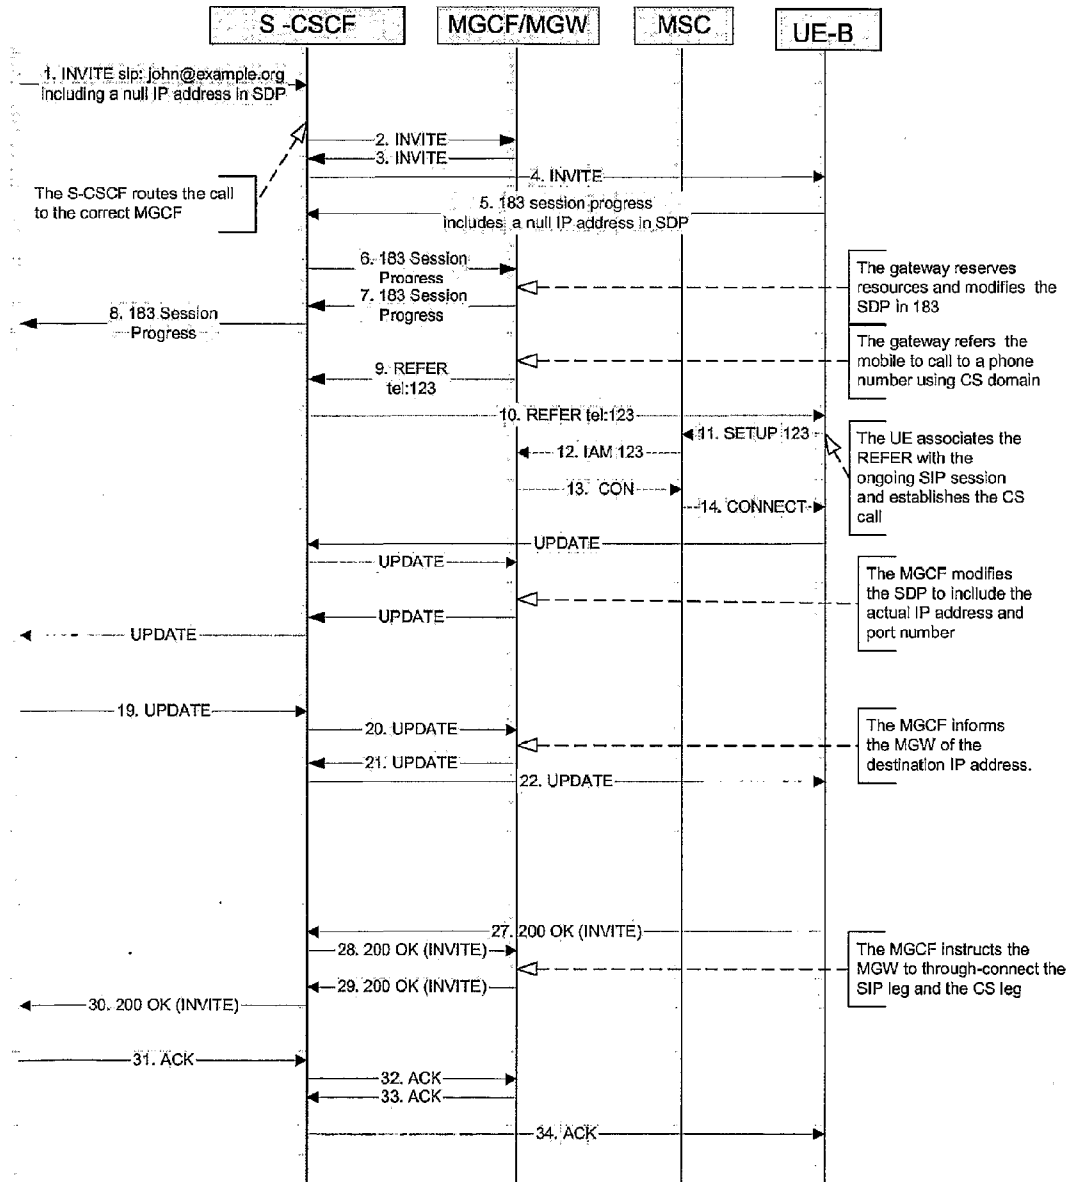 S -CSCF
MGCF/MGW
MSC
UE-B
1. INVITE sip: john@example.org
including a null IP address in SDP
2. INVITE
3. INVITE
4. INVITE
The S-CSCF routes the call
to the correct MGCF
5. 183 session progress
includes a null IP address in SDP
6. 183 Session
Progress
The gateway reserves
resources and modifies the
SDP in 183
7. 183 Session
Progress
8. 183 Session
Progress
The gateway refers the
mobile to call to a phone
number using CS domain
9. REFER
tel:123
10. REFER tel:123
11. SETUP 123
12. IAM 123
The UE associates the
REFER with the
ongoing SIP session
and establishes the CS
call
13. CON
14. CONNECT
UPDATE
UPDATE
The MGCF modifies
the SDP to incllude the
actual IP address and
port number
UPDATE
UPDATE
19. UPDATE
20. UPDATE
The MGCF informs
the MGW of the
destination IP address.
21. UPDATE
22. UPDATE
27. 200 OK (INVITE)
28. 200 OK (INVITE)
The MGCF instructs the
MGW to through-connect the
SIP leg and the CS leg
29. 200 OK (INVITE)
30. 200 OK (INVITE)
31. ACK
32. ACK
33. ACK
34. ACK